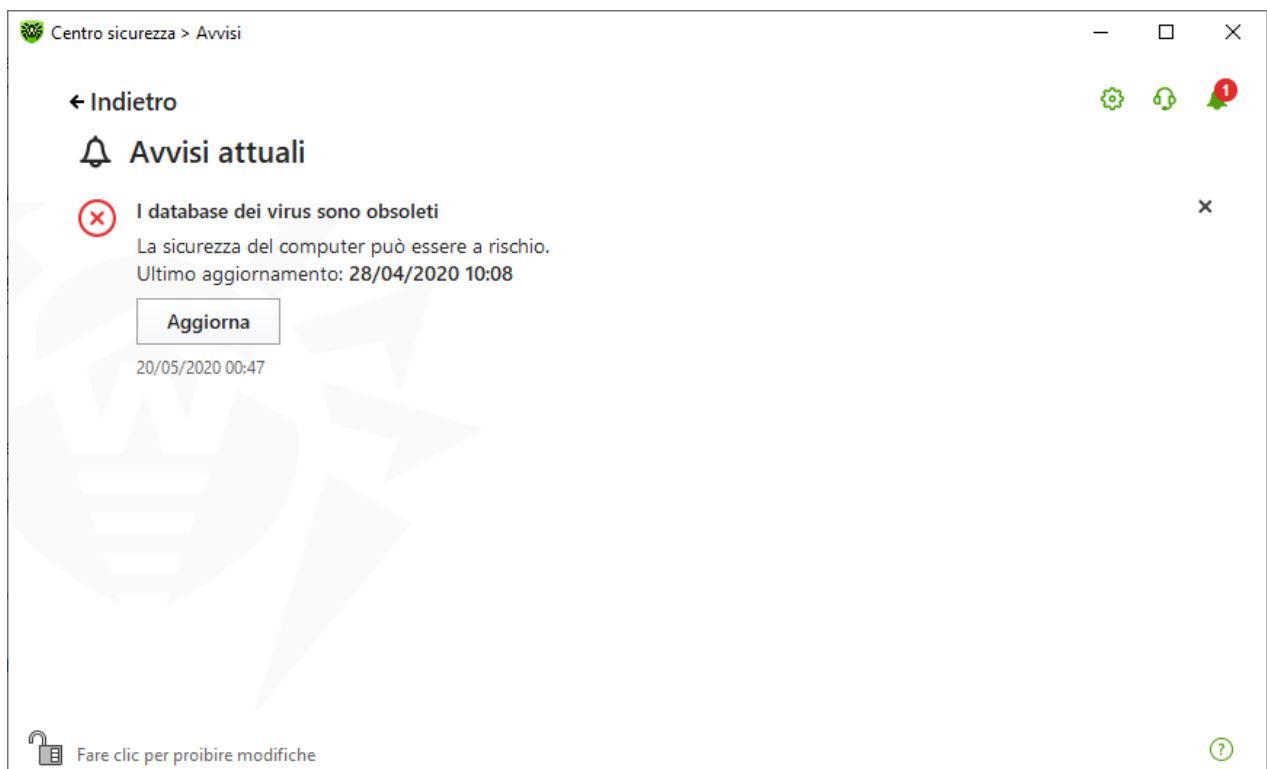 Centro sicurezza > Avvisi
Indietro
1
Avvisi attuali
I database dei virus sono obsoleti
La sicurezza del computer può essere a rischio.
Ultimo aggiornamento: 28/04/2020 10:08
Aggiorna
20/05/2020 00:47
Fare clic per proibire modifiche
?